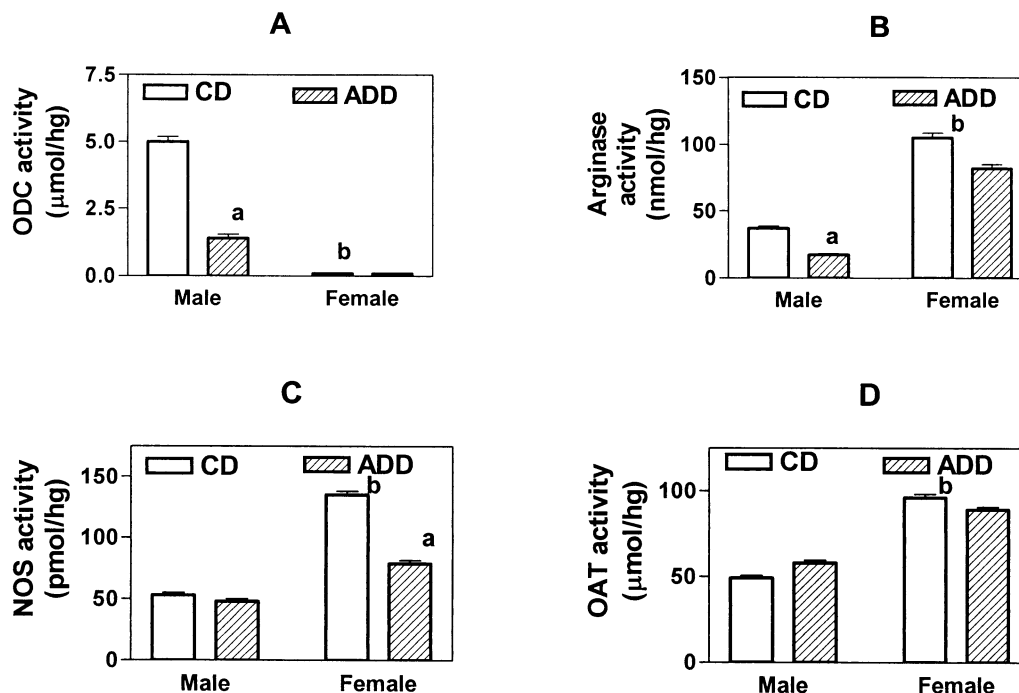 A
ODC activity
(μmol/hg)
7.5
5.0
2.5
0.0
CD
ADD
a
b
Male
Female
B
Arginase
activity
(nmol/hg)
150
100
50
0
CD
ADD
b
a
Male
Female
C
NOS activity
(pmol/hg)
150
100
50
0
CD
ADD
b
a
Male
Female
D
OAT activity
(μmol/hg)
100
50
0
CD
ADD
b
Male
Female